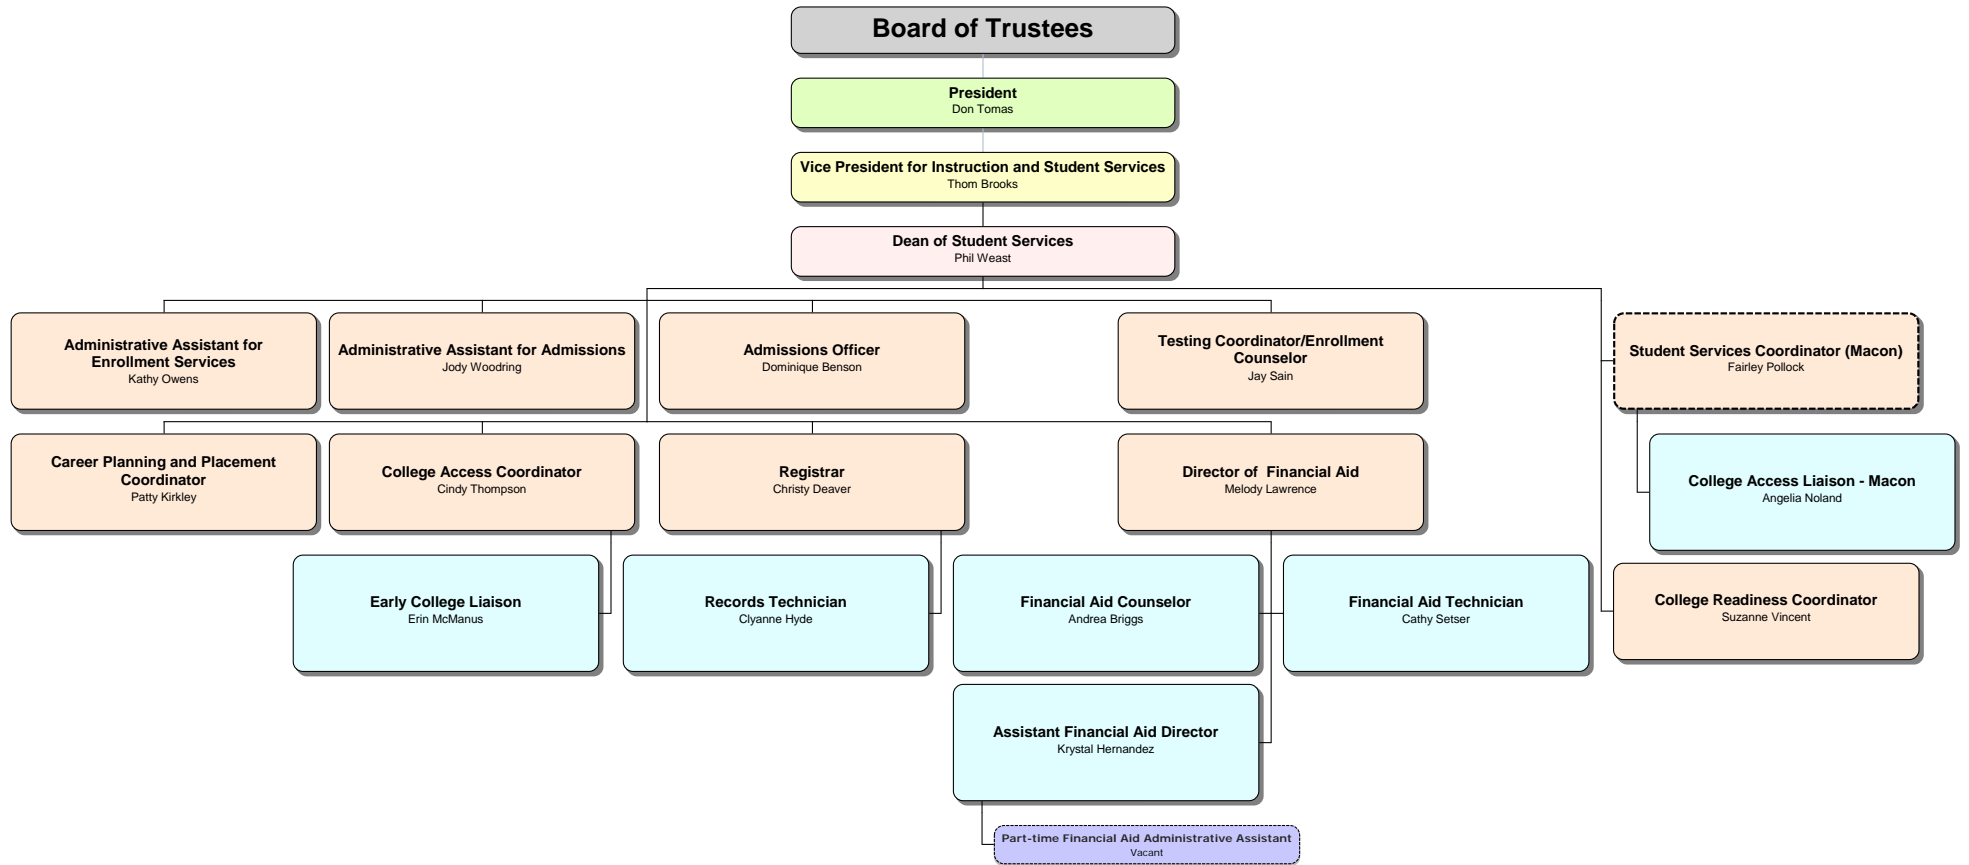 Board of Trustees
President
Don Tomas
Vice President for Instruction and Student Services
Thom Brooks
Dean of Student Services
Phil Weast
Administrative Assistant for
Enrollment Services
Kathy Owens
Administrative Assistant for Admissions
Jody Woodring
Admissions Officer
Dominique Benson
Testing Coordinator/Enrollment
Counselor
Jay Sain
Student Services Coordinator (Macon)
Fairley Pollock
Career Planning and Placement
Coordinator
Patty Kirkley
College Access Coordinator
Cindy Thompson
Registrar
Christy Deaver
Director of  Financial Aid
Melody Lawrence
College Access Liaison - Macon
Angelia Noland
Early College Liaison
Erin McManus
Records Technician
Clyanne Hyde
Financial Aid Counselor
Andrea Briggs
Financial Aid Technician
Cathy Setser
College Readiness Coordinator
Suzanne Vincent
Assistant Financial Aid Director
Krystal Hernandez
Part-time Financial Aid Administrative Assistant
Vacant